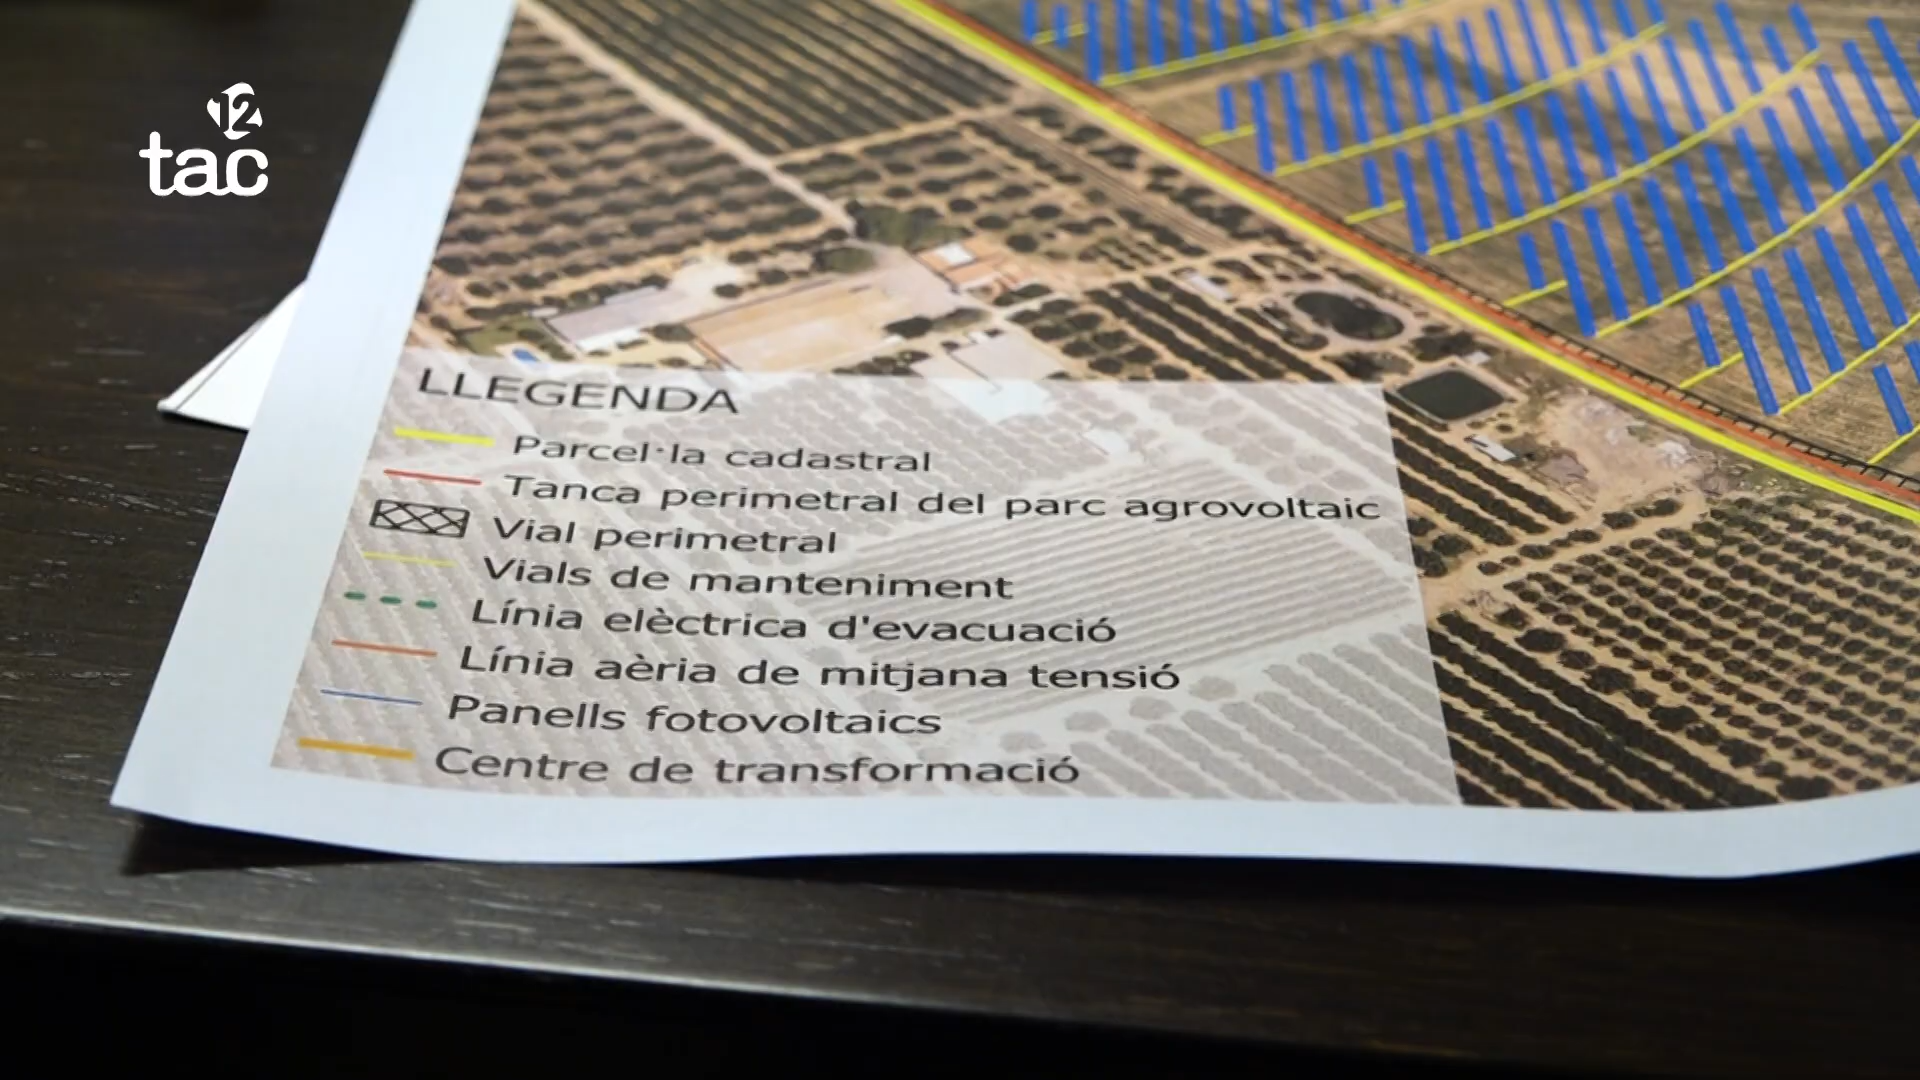 12
tac
LLEGENDA
Parcel·la cadastral
Tanca perimetral del parc agrovoltaic
Vial perimetral
Vials de manteniment
Línia elèctrica d'evacuació
Línia aèria de mitjana tensió
Panells fotovoltaics
Centre de transformació